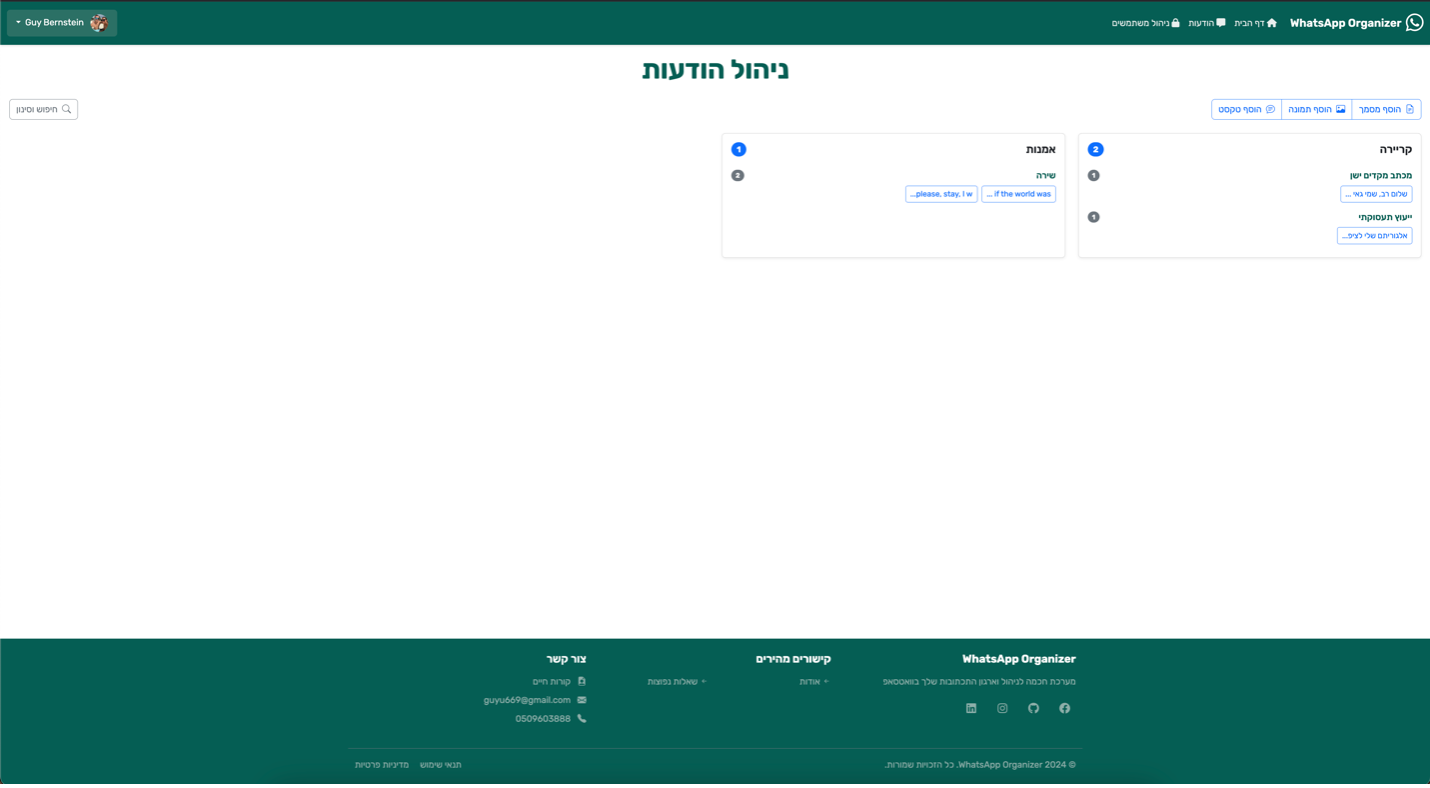 WhatsApp Organizer דף הבית הודעות ניהול משתמשים Guy Bernstein
ניהול הודעות
הוסף מסמך הוסף תמונה הוסף טקסט חיפוש וסינון
קריירה 2
מכתב מקדים ישן 1
שלום רב, שמי גאי ...
ייעוץ תעסוקתי 1
אלגוריתם שלי לציפ...
אמנות 1
שירה 2
if the world was ... please, stay, I w...
WhatsApp Organizer
מערכת חכמה לניהול וארגון התכתובות שלך בוואטסאפ
קישורים מהירים
אודות שאלות נפוצות
צור קשר
קורות חיים
guyu669@gmail.com
0509603888
© 2024 WhatsApp Organizer. כל הזכויות שמורות.
תנאי שימוש מדיניות פרטיות